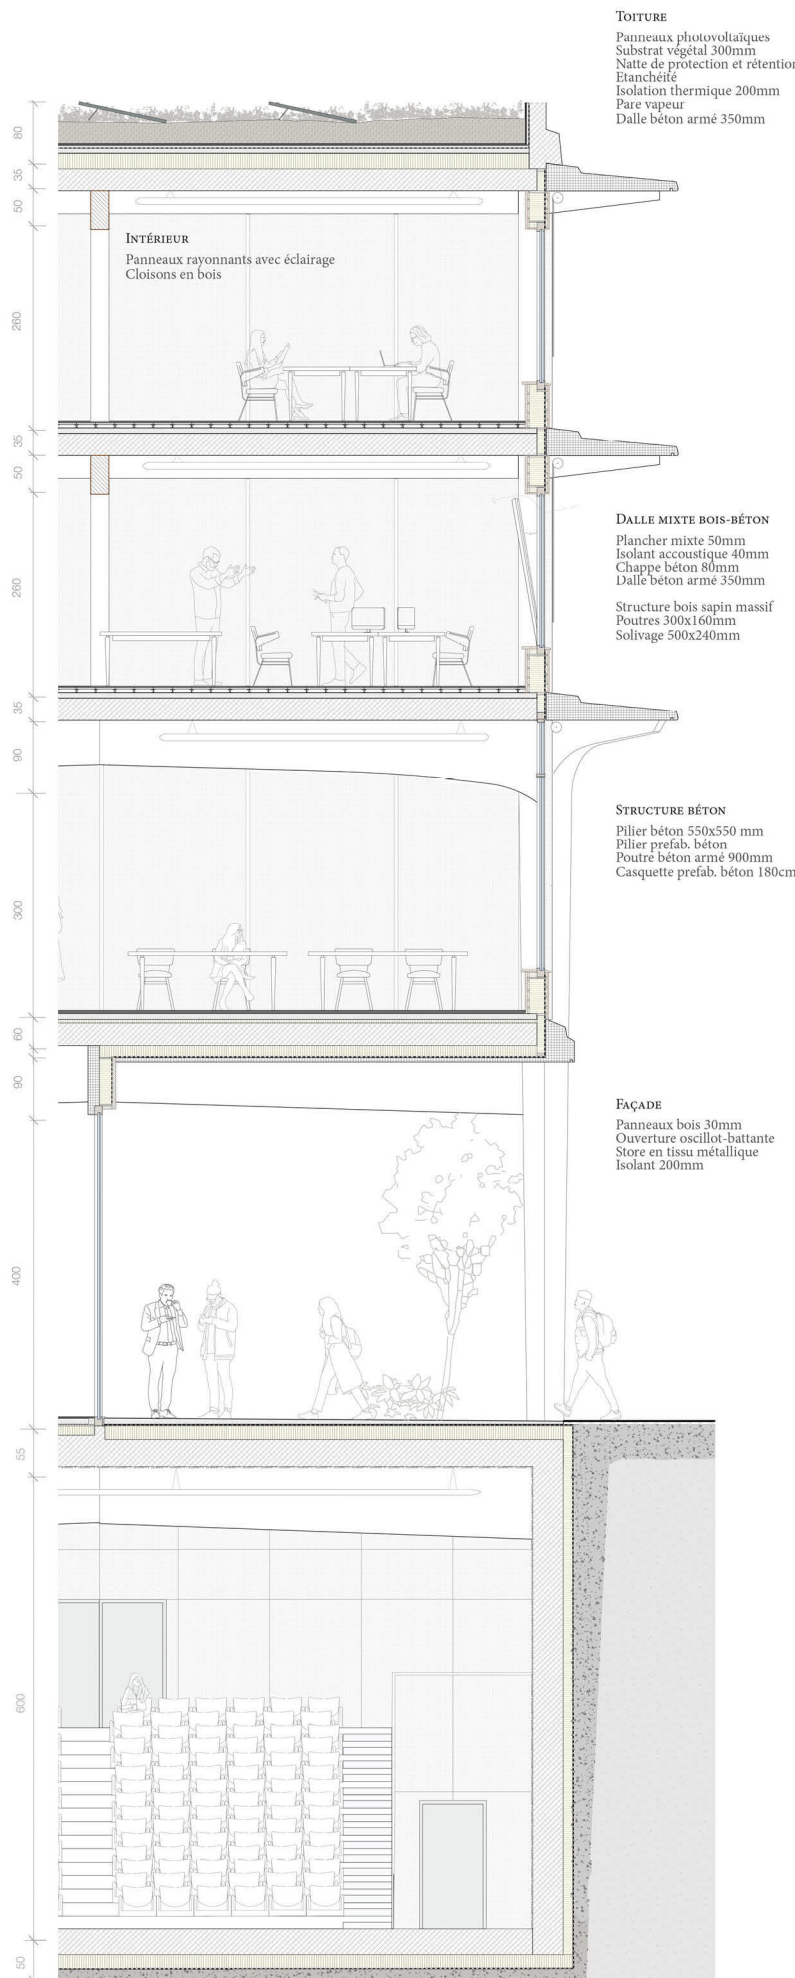 TOITURE
Panneaux photovoltaïques
Substrat végétal 300mm
Natte de protection et rétention
Etanchéité
Isolation thermique 200mm
Pare vapeur
Dalle béton armé 350mm
80
35
50
INTÉRIEUR
Panneaux rayonnants avec éclairage
Cloisons en bois
260
35
50
DALLE MIXTE BOIS-BÉTON
Plancher mixte 50mm
Isolant accoustique 40mm
Chappe béton 80mm
Dalle béton armé 350mm
Structure bois sapin massif
Poutres 300x160mm
Solivage 500x240mm
260
35
90
STRUCTURE BÉTON
Pilier béton 550x550 mm
Pilier prefab. béton
Poutre béton armé 900mm
Casquette prefab. béton 180cm
300
60
90
FAÇADE
Panneaux bois 30mm
Ouverture oscillot-battante
Store en tissu métallique
Isolant 200mm
400
55
600
50